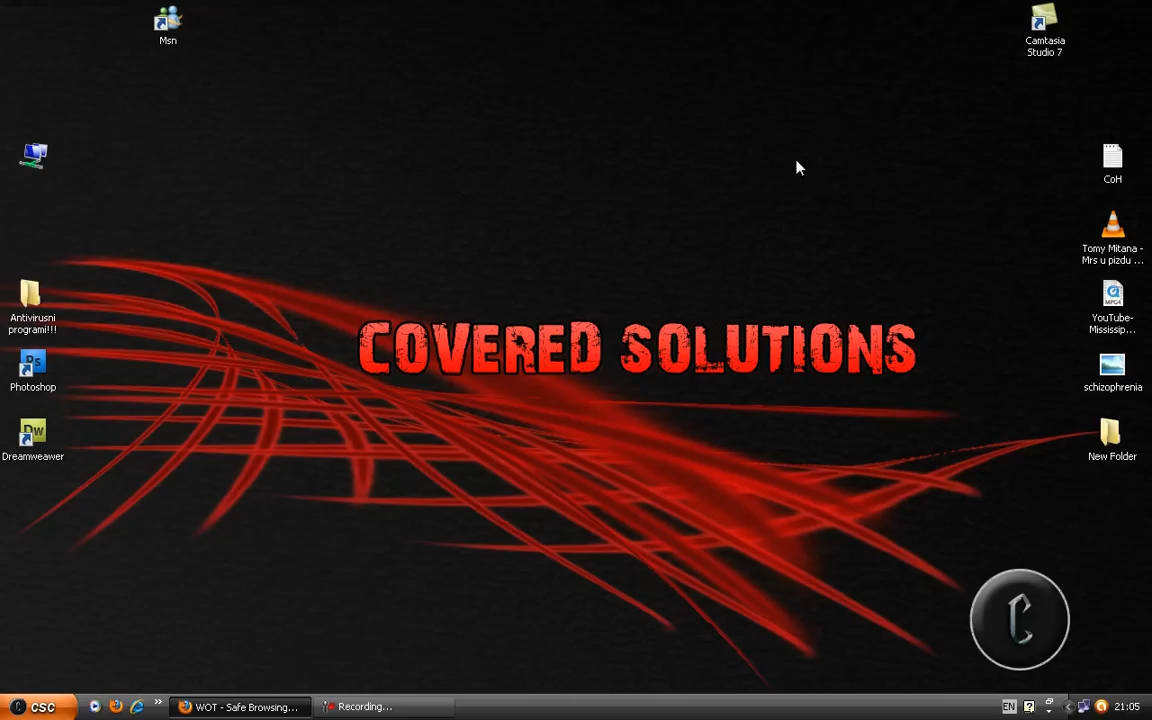 Msn
Camtasia
Studio 7
CoH
Tomy Mitana -
Mrs u pizdu ...
Antivirusni
programi!!!
YouTube-
Mississip...
Photoshop
schizophrenia
Dreamweawer
New Folder
COVERED SOLUTIONS
C
CSC
WOT - Safe Browsing...
Recording...
EN
21:05